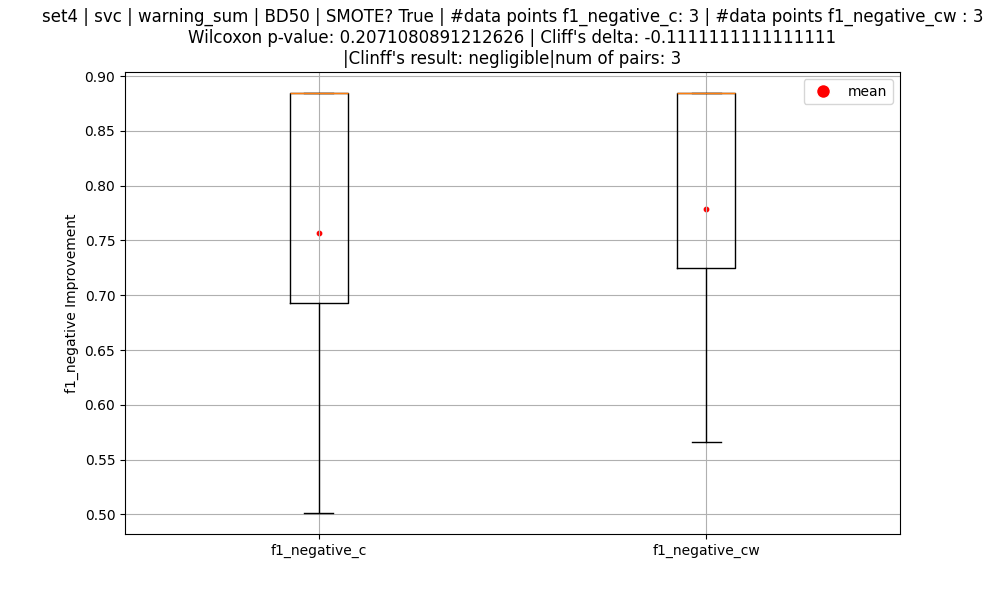 set4 | svc | warning_sum | BD50 | SMOTE? True | #data points f1_negative_c: 3 | #data points f1_negative_cw : 3
Wilcoxon p-value: 0.2071080891212626 | Cliff's delta: -0.1111111111111111
|Clinff's result: negligible|num of pairs: 3
mean
0.90
0.85
0.80
0.75
0.70
0.65
0.60
0.55
0.50
f1_negative Improvement
f1_negative_c
f1_negative_cw